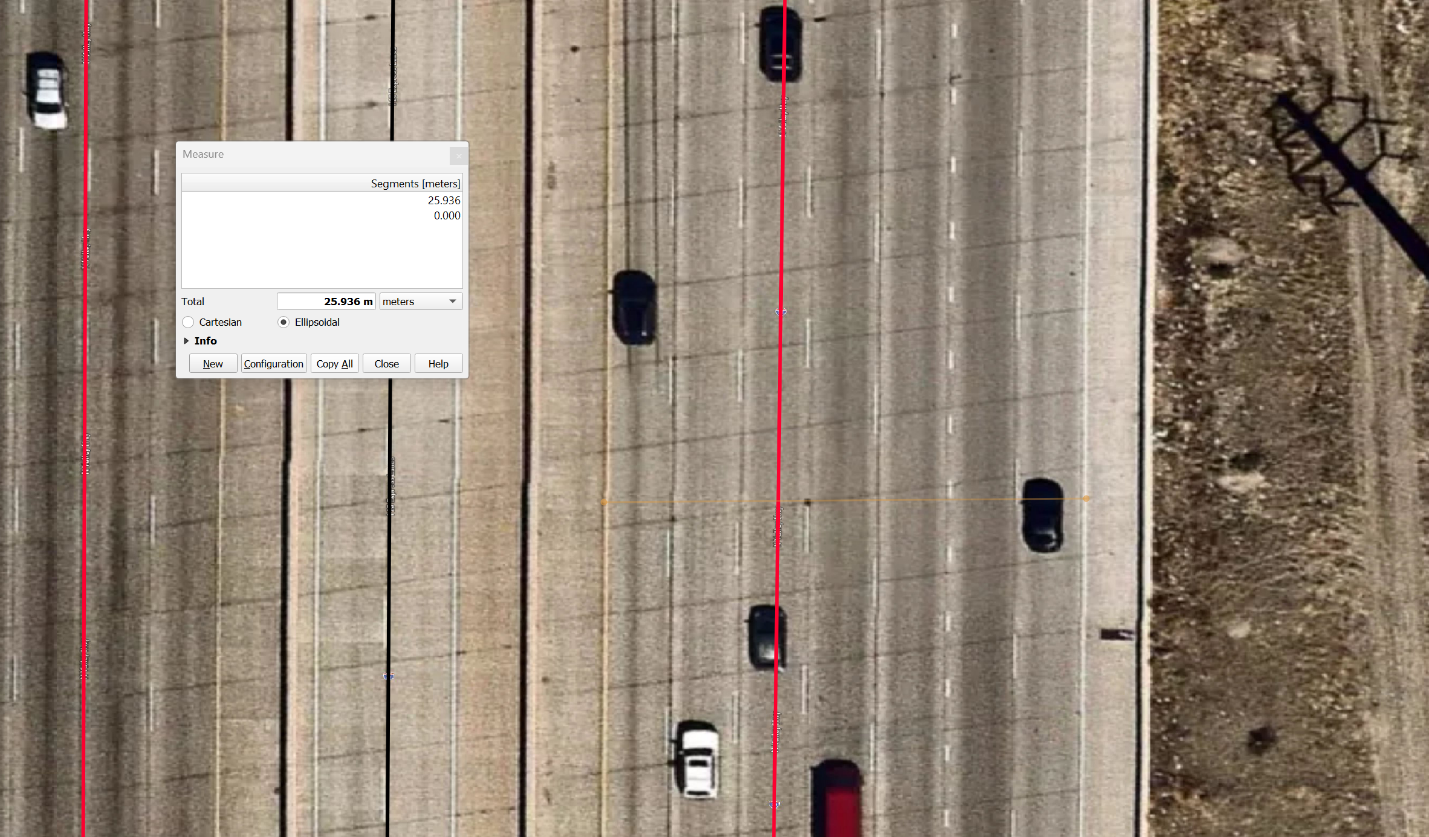 Measure
Segments [meters]
25.936
0.000
Total 25.936 m meters
Cartesian Ellipsoidal
Info
New Configuration Copy All Close Help